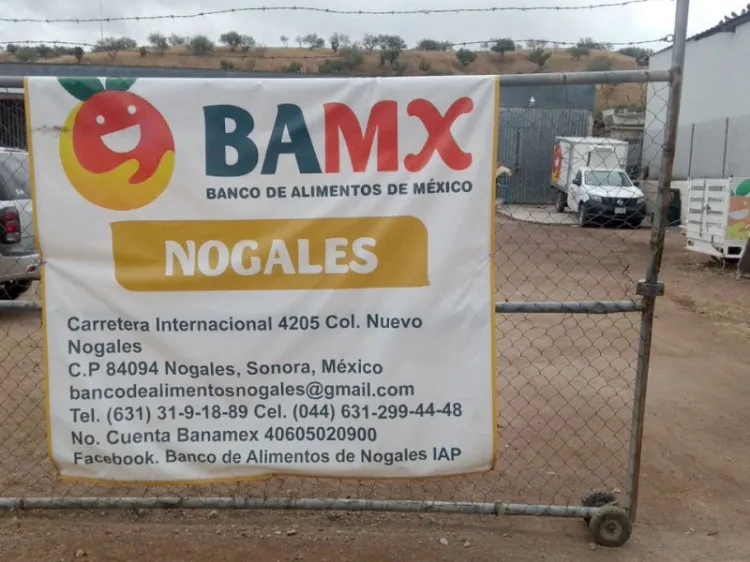 BAMX
BANCO DE ALIMENTOS DE MÉXICO
NOGALES
Carretera Internacional 4205 Col. Nuevo
Nogales
C.P 84094 Nogales, Sonora, México
bancodealimentosnogales@gmail.com
Tel. (631) 31-9-18-89 Cel. (044) 631-299-44-48
No. Cuenta Banamex 40605020900
Facebook. Banco de Alimentos de Nogales IAP